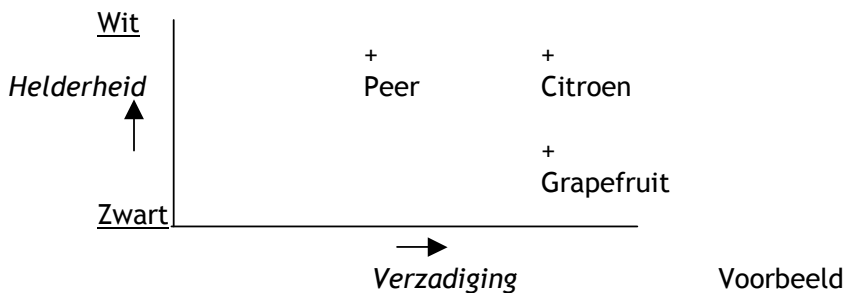 Wit
+ +
Helderheid Peer Citroen
+
Grapefruit
Zwart
Verzadiging Voorbeeld